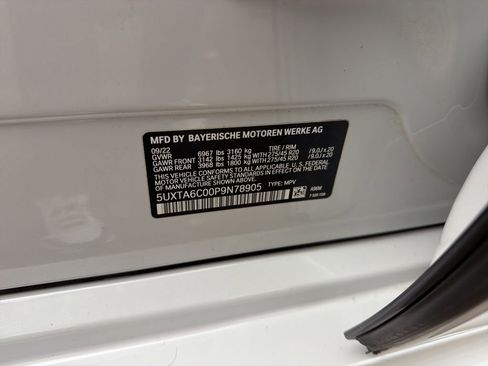 MFD BY BAYERISCHE MOTOREN WERKE AG
09/22 TIRE / RIM
GVWR 6967 lbs 3160 kg
GAWR FRONT 3142 lbs 1425 kg WITH 275/45 R20 / 9.0J x 20
GAWR REAR 3968 lbs 1800 kg WITH 275/45 R20 / 9.0J x 20
THIS VEHICLE CONFORMS TO ALL APPLICABLE U.S. FEDERAL
MOTOR VEHICLE SAFETY STANDARDS IN EFFECT ON THE
DATE OF MANUFACTURE SHOWN ABOVE.
5UXTA6C00P9N78905 TYPE: MPV